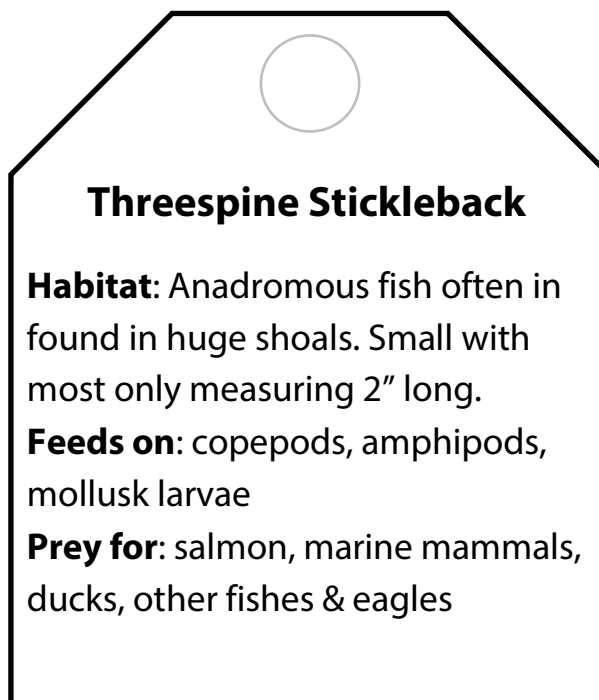 Threespine Stickleback
Habitat: Anadromous fish often in
found in huge shoals. Small with
most only measuring 2” long.
Feeds on: copepods, amphipods,
mollusk larvae
Prey for: salmon, marine mammals,
ducks, other fishes & eagles